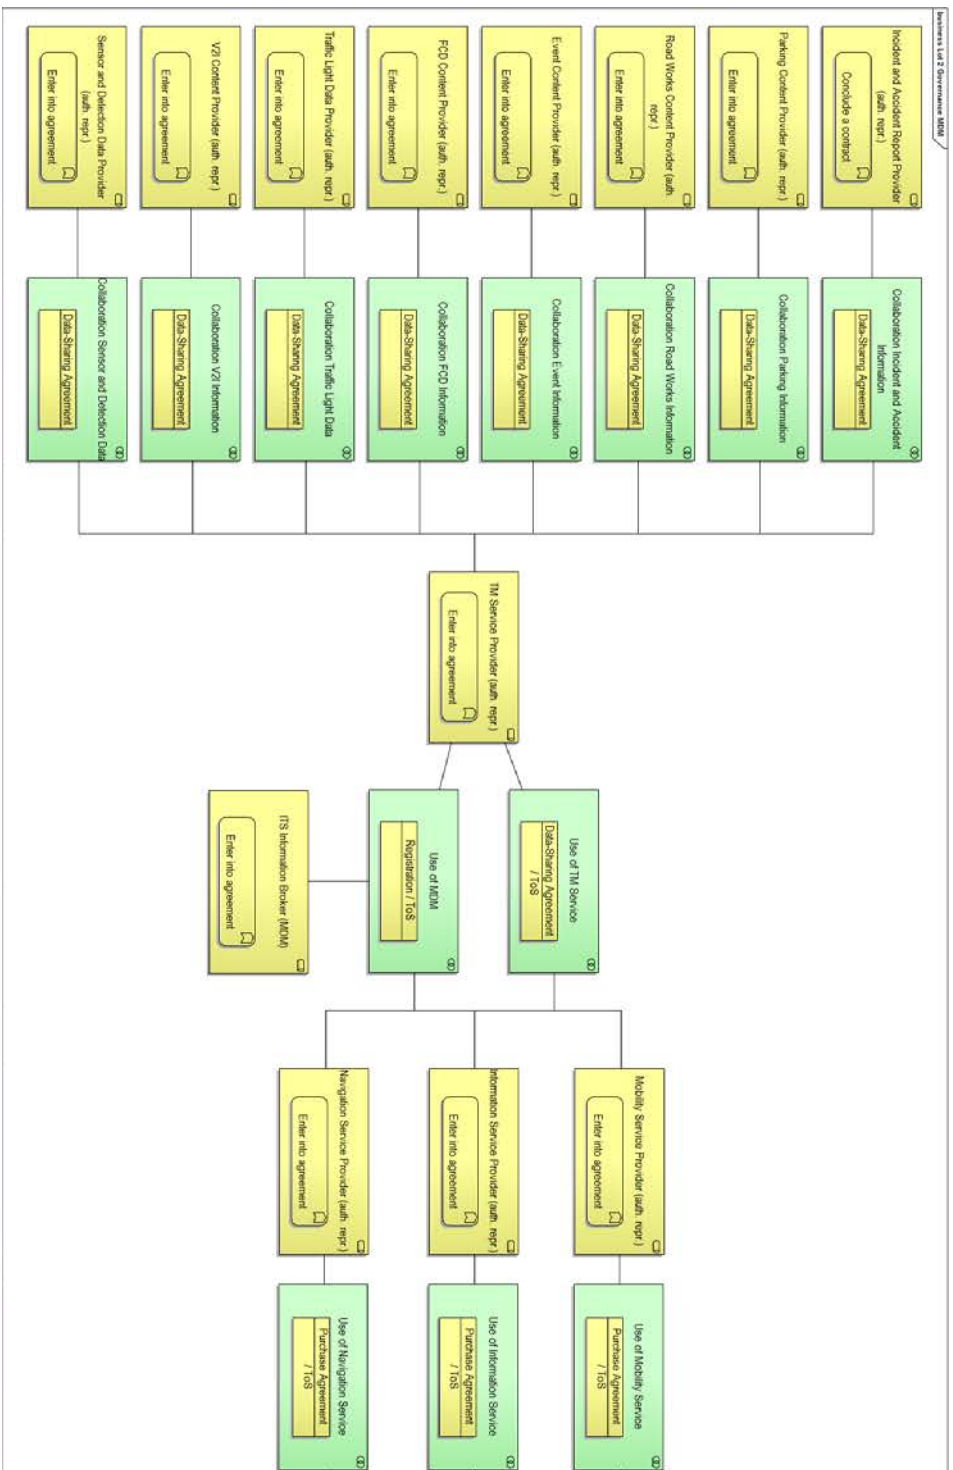 business Lot 2 Governance MDM
Incident and Accident Report Provider
(auth. repr.)
Conclude a contract
Collaboration Incident and Accident
Information
Data-Sharing Agreement
Parking Content Provider (auth. repr.)
Enter into agreement
Collaboration Parking Information
Data-Sharing Agreement
Road Works Content Provider (auth.
repr.)
Enter into agreement
Collaboration Road Works Information
Data-Sharing Agreement
Event Content Provider (auth. repr.)
Enter into agreement
Collaboration Event Information
Data-Sharing Agreement
FCD Content Provider (auth. repr.)
Enter into agreement
Collaboration FCD Information
Data-Sharing Agreement
Traffic Light Data Provider (auth. repr.)
Enter into agreement
Collaboration Traffic Light Data
Data-Sharing Agreement
V2I Content Provider (auth. repr.)
Enter into agreement
Collaboration V2I Information
Data-Sharing Agreement
Sensor and Detection Data Provider
(auth. repr.)
Enter into agreement
Collaboration Sensor and Detection Data
Data-Sharing Agreement
TM Service Provider (auth. repr.)
Enter into agreement
Use of TM Service
Data-Sharing Agreement
/ ToS
Use of MDM
Registration / ToS
ITS Information Broker (MDM)
Enter into agreement
Mobility Service Provider (auth. repr.)
Enter into agreement
Use of Mobility Service
Purchase Agreement
/ ToS
Information Service Provider (auth. repr.)
Enter into agreement
Use of Information Service
Purchase Agreement
/ ToS
Navigation Service Provider (auth. repr.)
Enter into agreement
Use of Navigation Service
Purchase Agreement
/ ToS